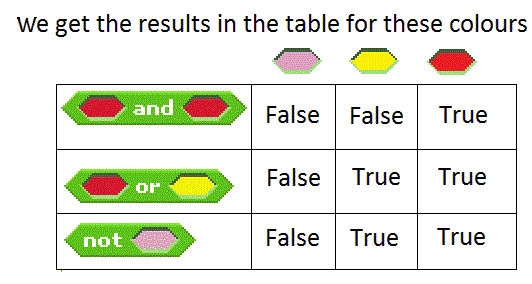 We get the results in the table for these colours
and False False True
or False True True
not False True True